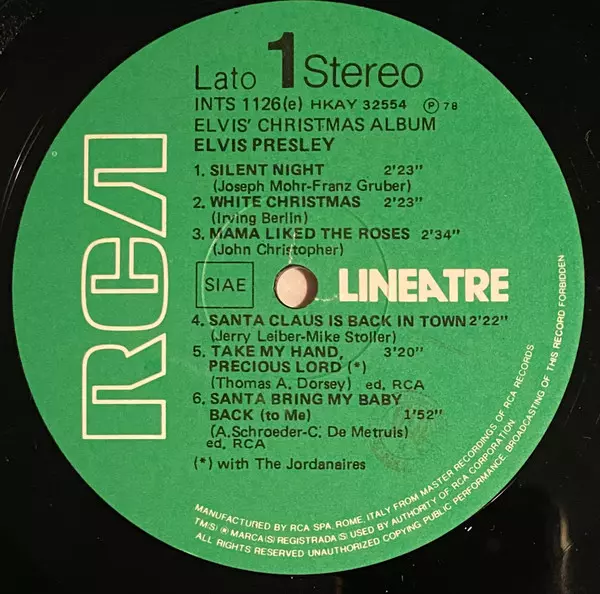 RCA
Lato 1 Stereo
INTS 1126(e) HKAY 32554 Ⓟ 78
ELVIS' CHRISTMAS ALBUM
ELVIS PRESLEY
1. SILENT NIGHT 2'23"
(Joseph Mohr-Franz Gruber)
2. WHITE CHRISTMAS 2'23"
(Irving Berlin)
3. MAMA LIKED THE ROSES 2'34"
(John Christopher)
SIAE
LINEATRE
4. SANTA CLAUS IS BACK IN TOWN 2'22"
(Jerry Leiber-Mike Stoller)
5. TAKE MY HAND, 3'20"
PRECIOUS LORD (*)
(Thomas A. Dorsey) ed. RCA
6. SANTA BRING MY BABY
BACK (to Me) 1'52"
(A.Schroeder-C. De Metruis)
ed. RCA
(*) with The Jordanaires
MANUFACTURED BY RCA SPA, ROME, ITALY FROM MASTER RECORDINGS OF RCA RECORDS
TM(S) ® MARCA(S) REGISTRADA(S) USED BY AUTHORITY OF RCA CORPORATION
ALL RIGHTS RESERVED UNAUTHORIZED COPYING PUBLIC PERFORMANCE, BROADCASTING OF THIS RECORD FORBIDDEN